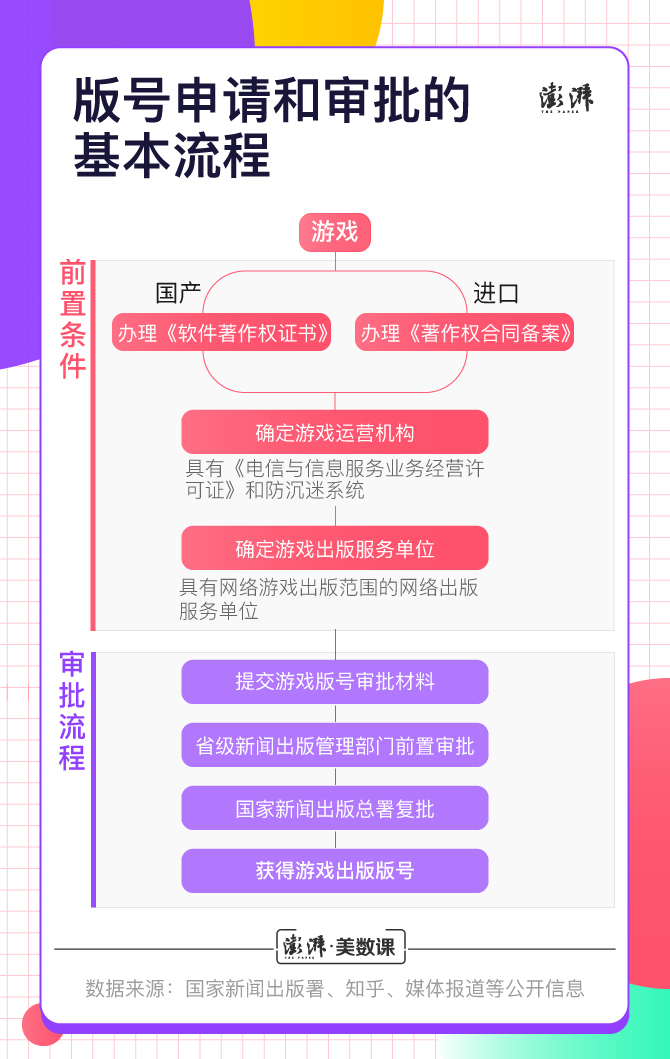 版号申请和审批的
基本流程
澎湃
THE PAPER
游戏
前置条件
国产
进口
办理《软件著作权证书》
办理《著作权合同备案》
确定游戏运营机构
具有《电信与信息服务业务经营许
可证》和防沉迷系统
确定游戏出版服务单位
具有网络游戏出版范围的网络出版
服务单位
审批流程
提交游戏版号审批材料
省级新闻出版管理部门前置审批
国家新闻出版总署复批
获得游戏出版版号
澎湃·美数课
THE PAPER
数据来源：国家新闻出版署、知乎、媒体报道等公开信息